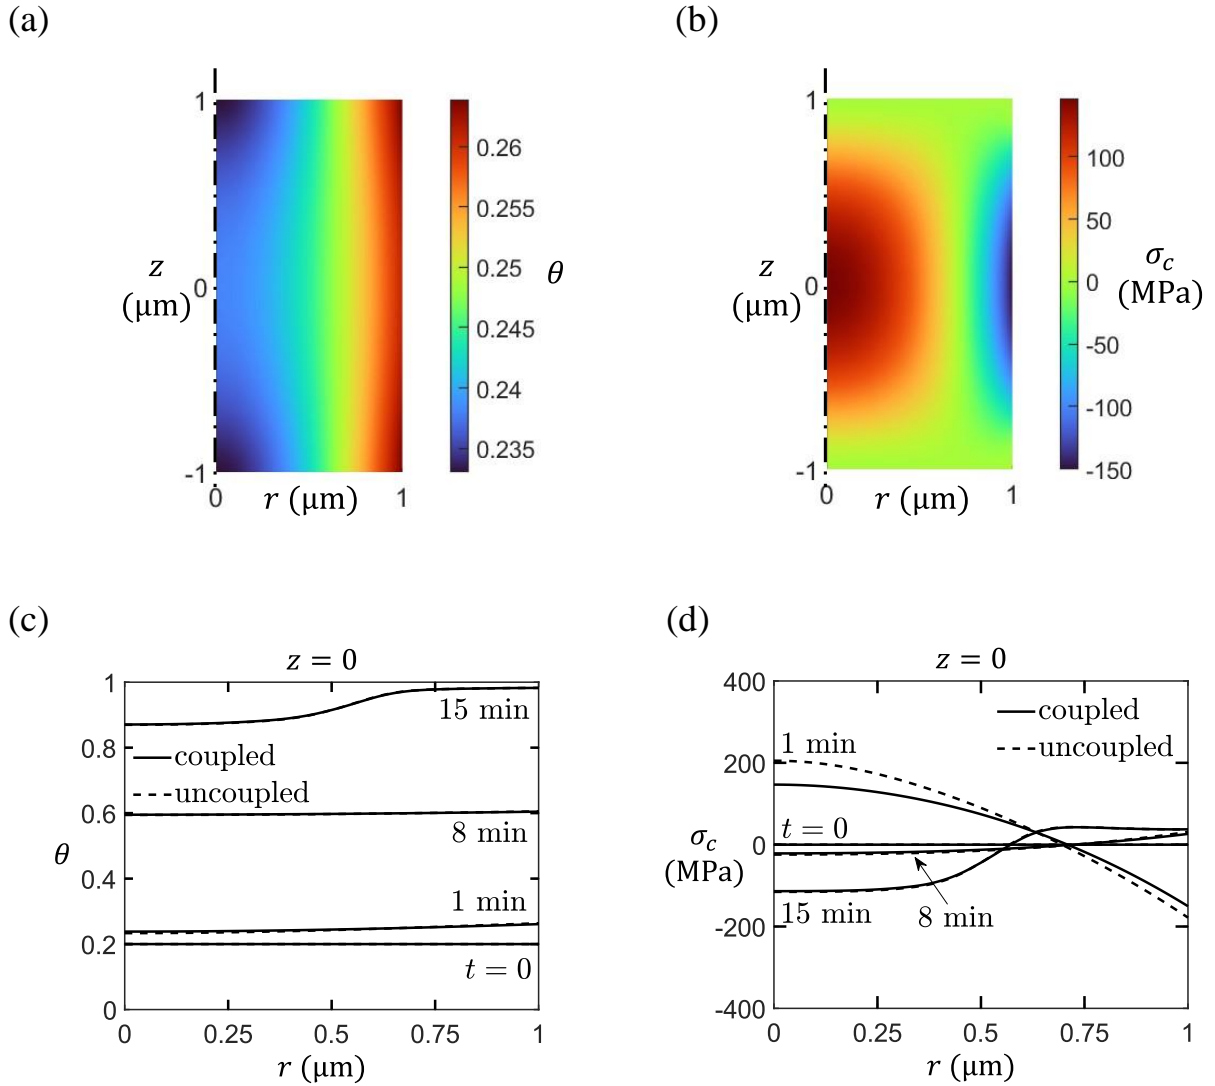 (a)
(b)
1
0
-1
z
(μm)
0
r (μm)
1
0.26
0.255
0.25
0.245
0.24
0.235
θ
1
0
-1
z
(μm)
0
r (μm)
1
100
50
0
-50
-100
-150
σc
(MPa)
(c)
(d)
z = 0
1
0.8
0.6
0.4
0.2
0
θ
15 min
coupled
uncoupled
8 min
1 min
t = 0
0
0.25
0.5
0.75
1
r (μm)
z = 0
400
200
0
-200
-400
σc
(MPa)
coupled
uncoupled
1 min
t = 0
15 min
8 min
0
0.25
0.5
0.75
1
r (μm)